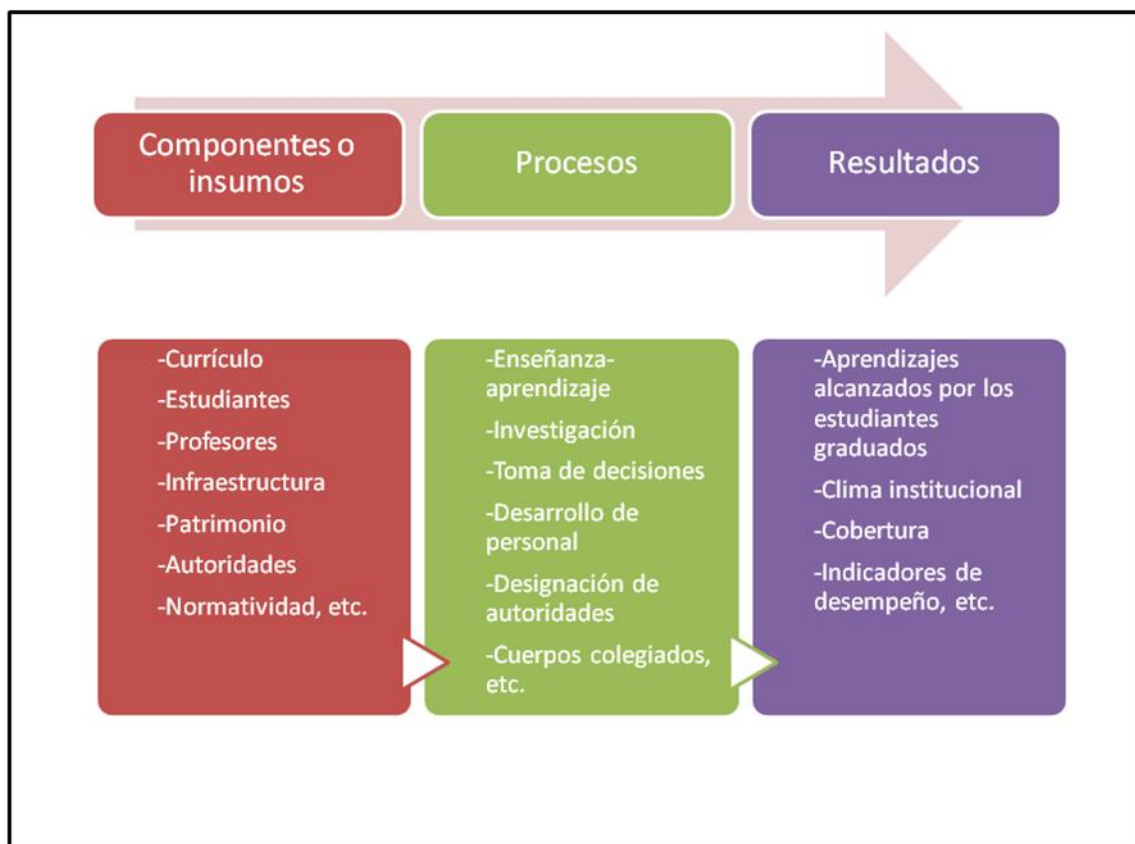 Componentes o
insumos
Procesos
Resultados
-Currículo
-Estudiantes
-Profesores
-Infraestructura
-Patrimonio
-Autoridades
-Normatividad, etc.
-Enseñanza-
aprendizaje
-Investigación
-Toma de decisiones
-Desarrollo de
personal
-Designación de
autoridades
-Cuerpos colegiados,
etc.
-Aprendizajes
alcanzados por los
estudiantes
graduados
-Clima institucional
-Cobertura
-Indicadores de
desempeño, etc.